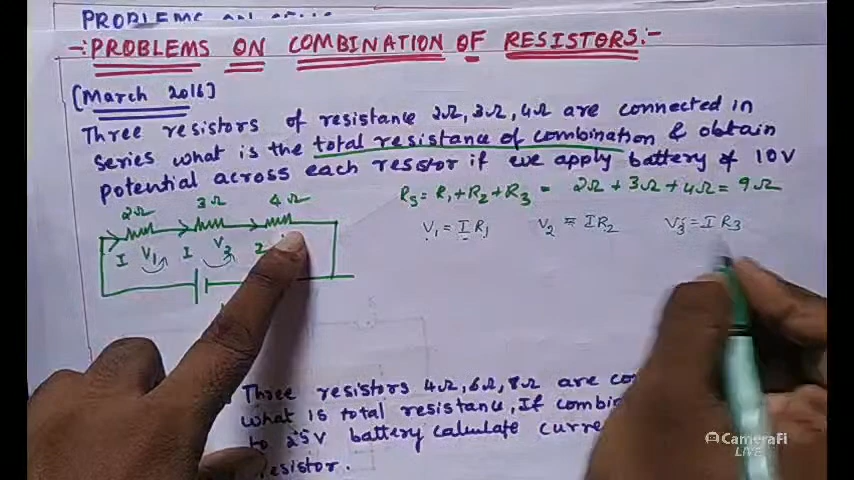 PROBLEMS ON COMBINATION OF RESISTORS:-
(March 2016)
Three resistors of resistance 2Ω, 3Ω, 4Ω are connected in
series what is the total resistance of combination & obtain
potential across each resistor if we apply battery of 10V
2Ω 3Ω 4Ω
Rs = R1 + R2 + R3 = 2Ω + 3Ω + 4Ω = 9Ω
V1 = I R1 V2 = IR2 V3 = I R3
I V1 I
Three resistors 4Ω, 6Ω, 8Ω are
what is total resistance, If
to 25V battery calculate
resistor.
CameraFi
LIVE